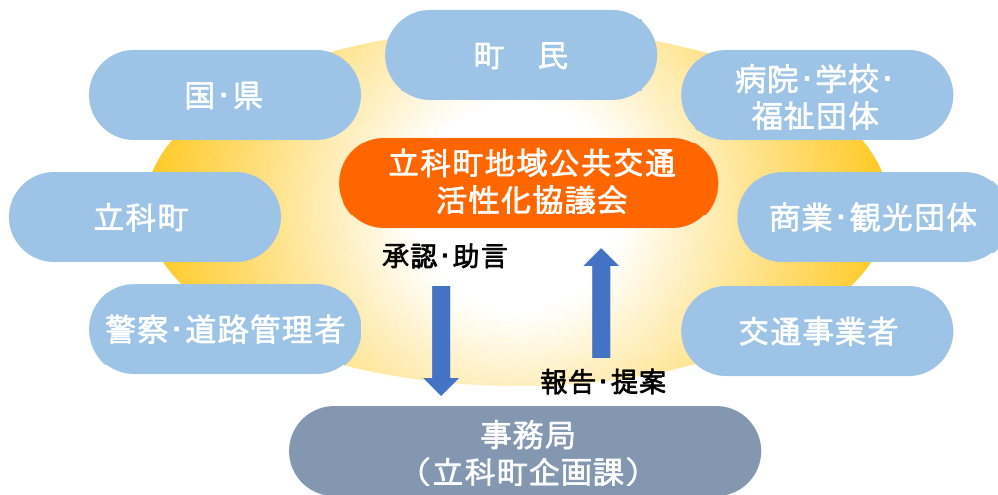 町　民
国・県
病院・学校・
福祉団体
立科町地域公共交通
活性化協議会
立科町
商業・観光団体
承認・助言
警察・道路管理者
交通事業者
報告・提案
事務局
（立科町企画課）